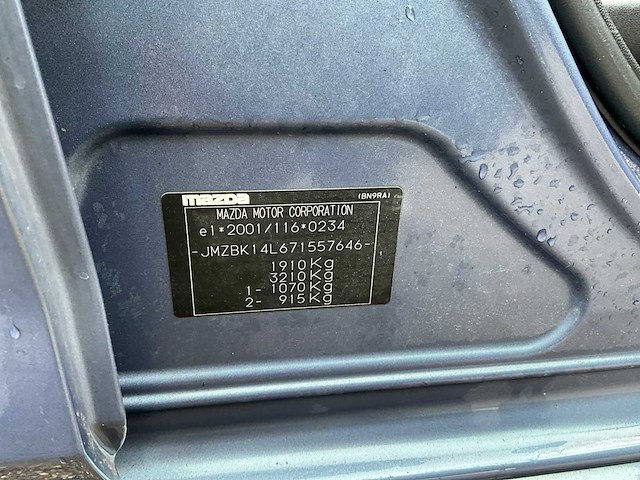 mazda (BN9RA)
MAZDA MOTOR CORPORATION
e1*2001/116*0234
-JMZBK14L671557646-
1910Kg
3210Kg
1- 1070Kg
2- 915Kg